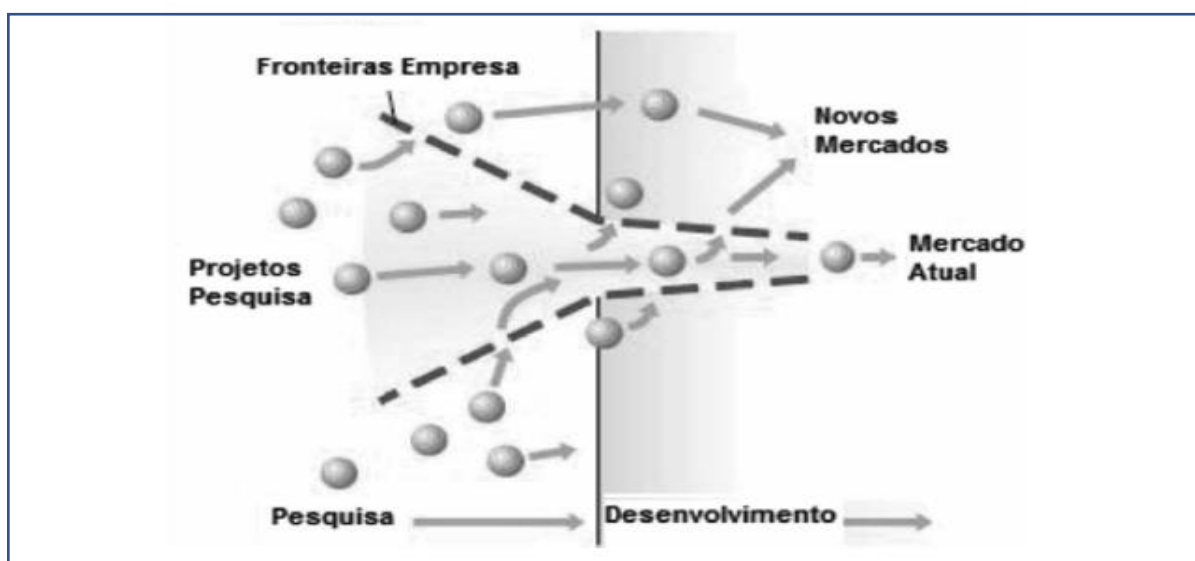 Fronteiras Empresa
Novos
Mercados
Mercado
Atual
Projetos
Pesquisa
Pesquisa
Desenvolvimento